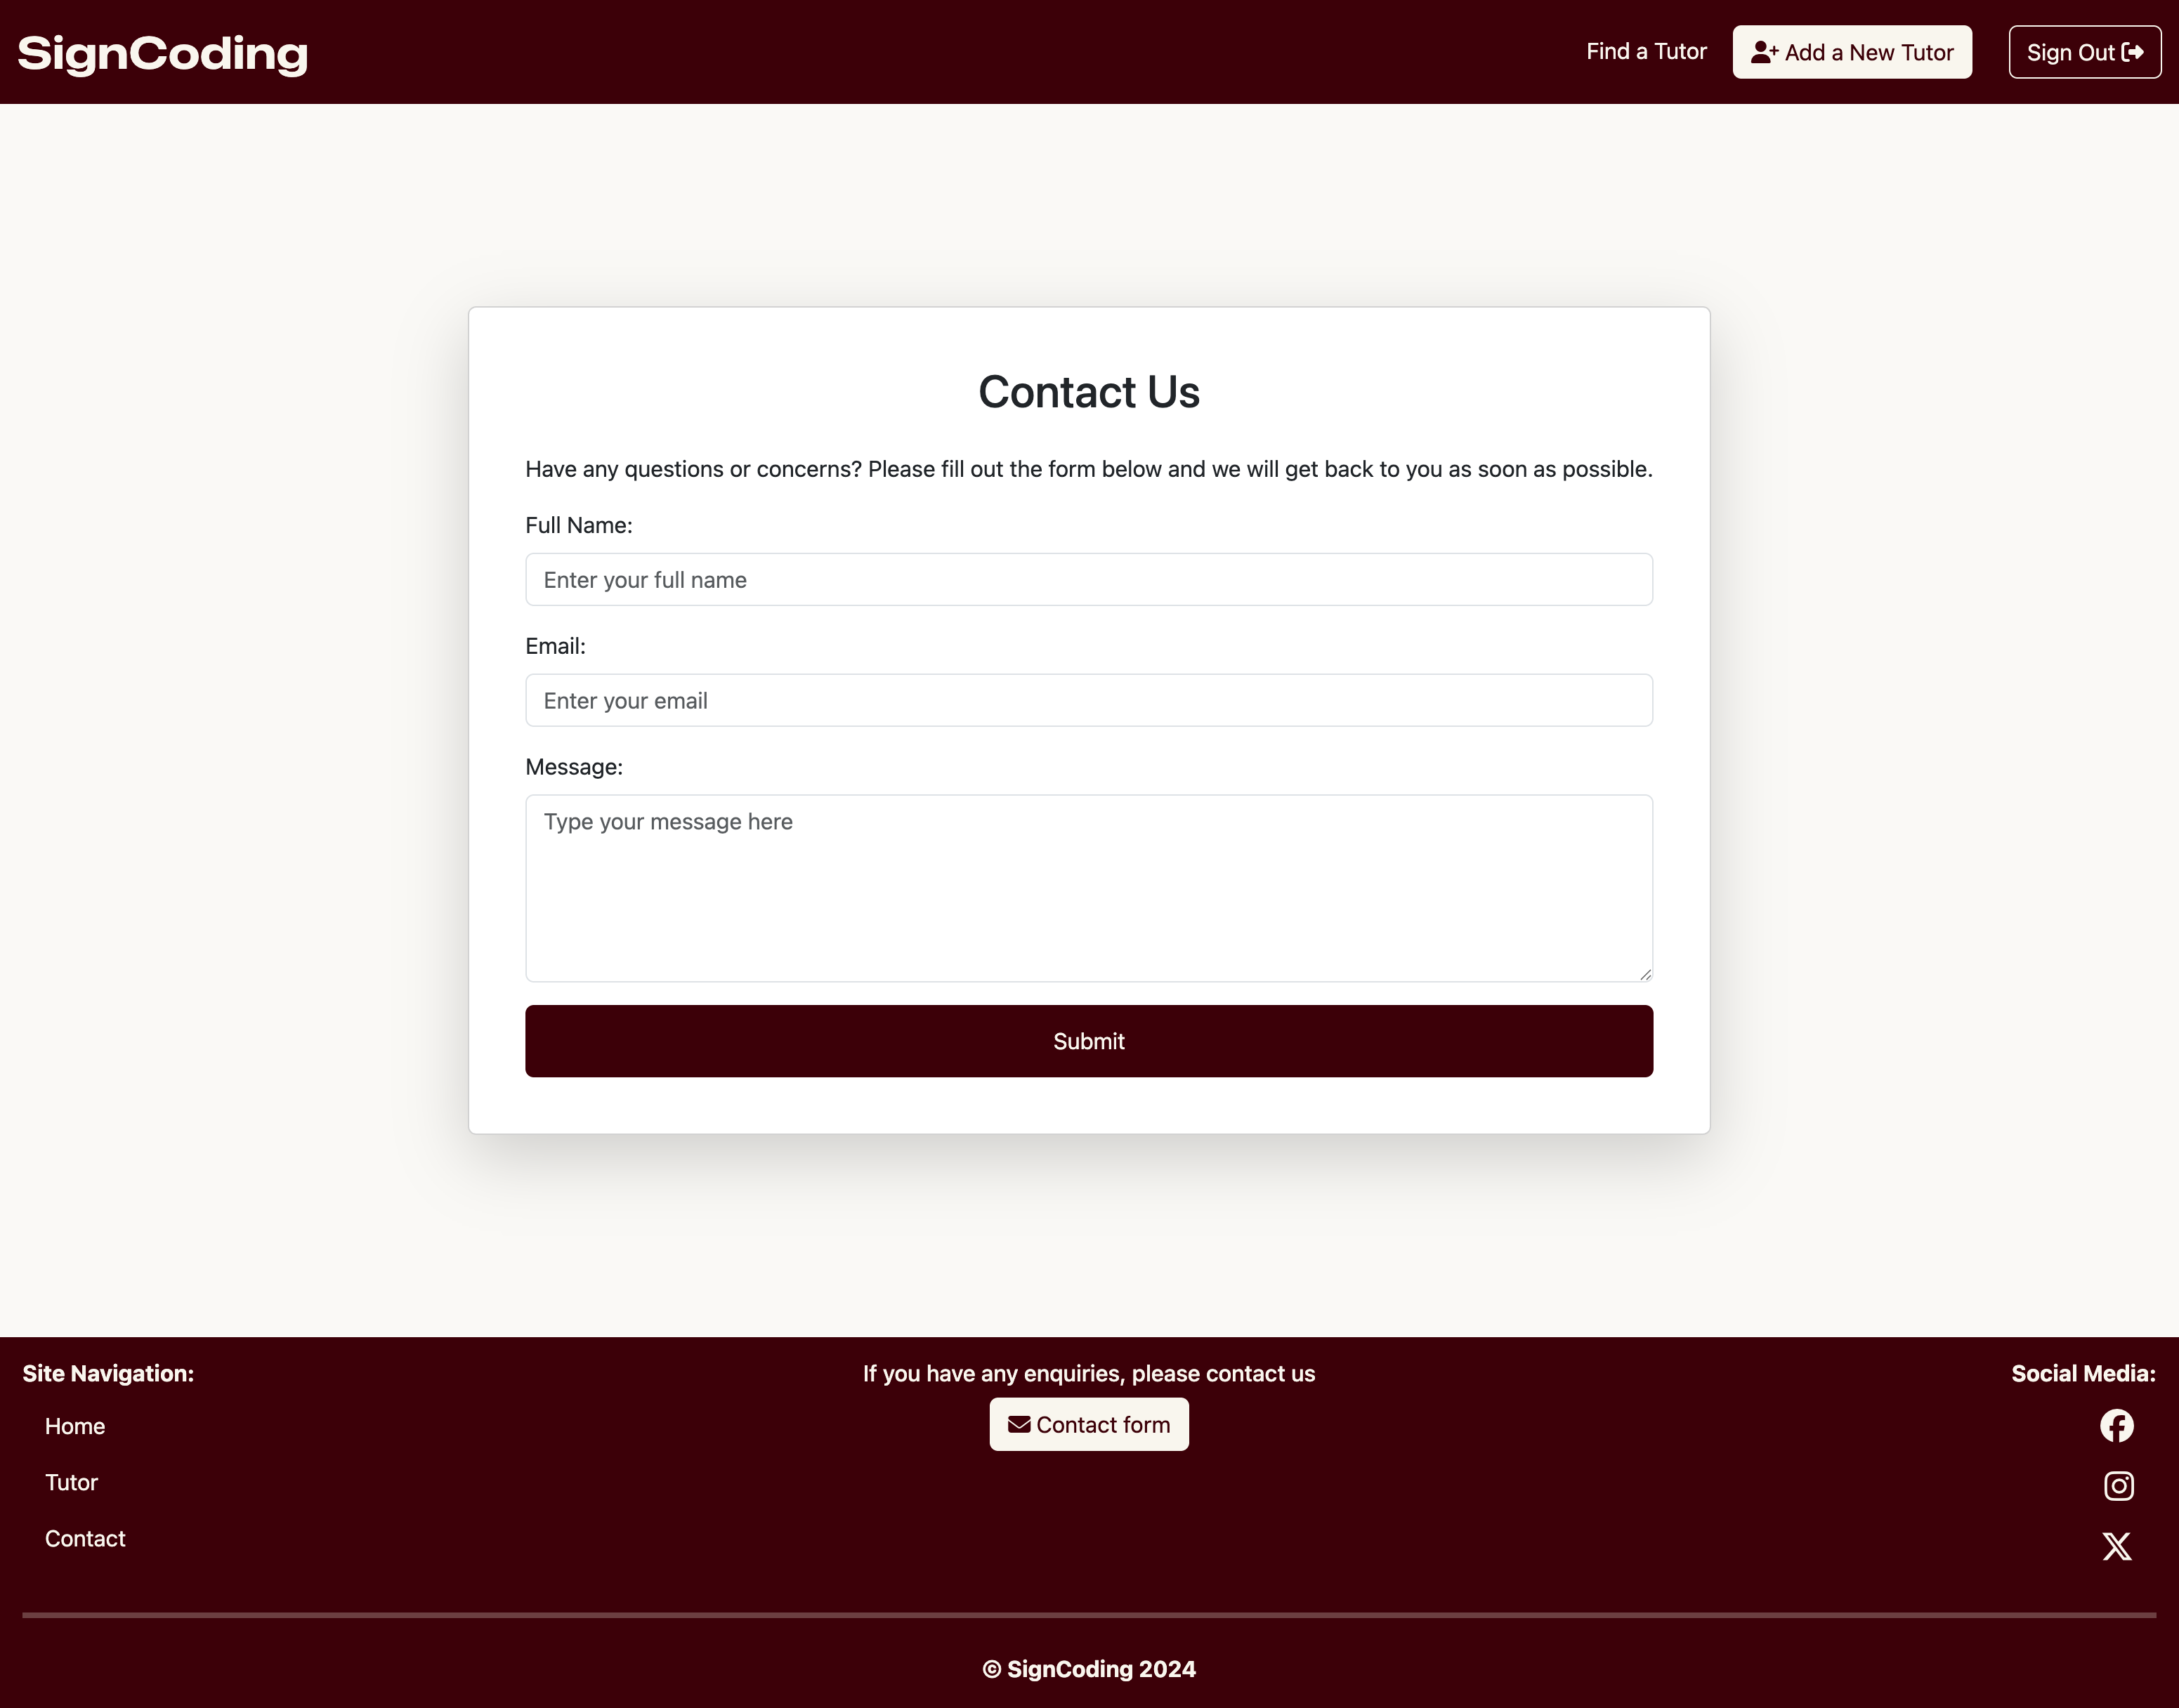 SignCoding
Find a Tutor
Add a New Tutor
Sign Out
Contact Us
Have any questions or concerns? Please fill out the form below and we will get back to you as soon as possible.
Full Name:
Enter your full name
Email:
Enter your email
Message:
Type your message here
Submit
Site Navigation:
Home
Tutor
Contact
If you have any enquiries, please contact us
Contact form
Social Media:
© SignCoding 2024